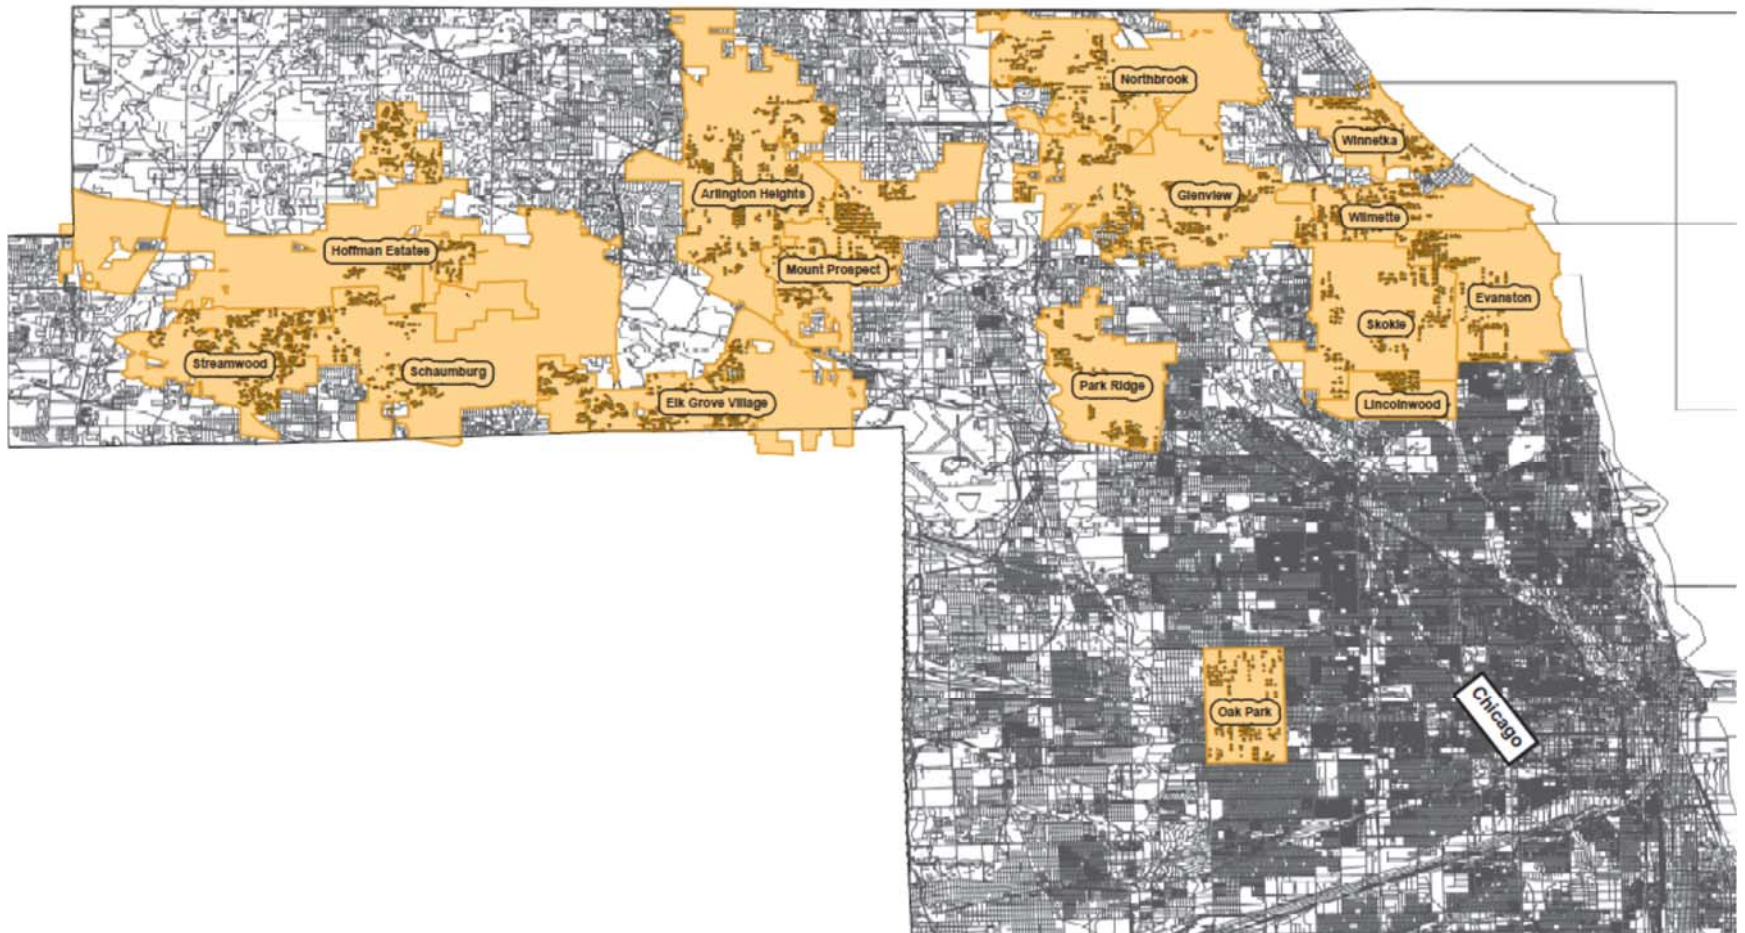 Northbrook
Winnetka
Arlington Heights
Glenview
Wilmette
Hoffman Estates
Mount Prospect
Evanston
Skokie
Streamwood
Schaumburg
Park Ridge
Elk Grove Village
Lincolnwood
Oak Park
Chicago